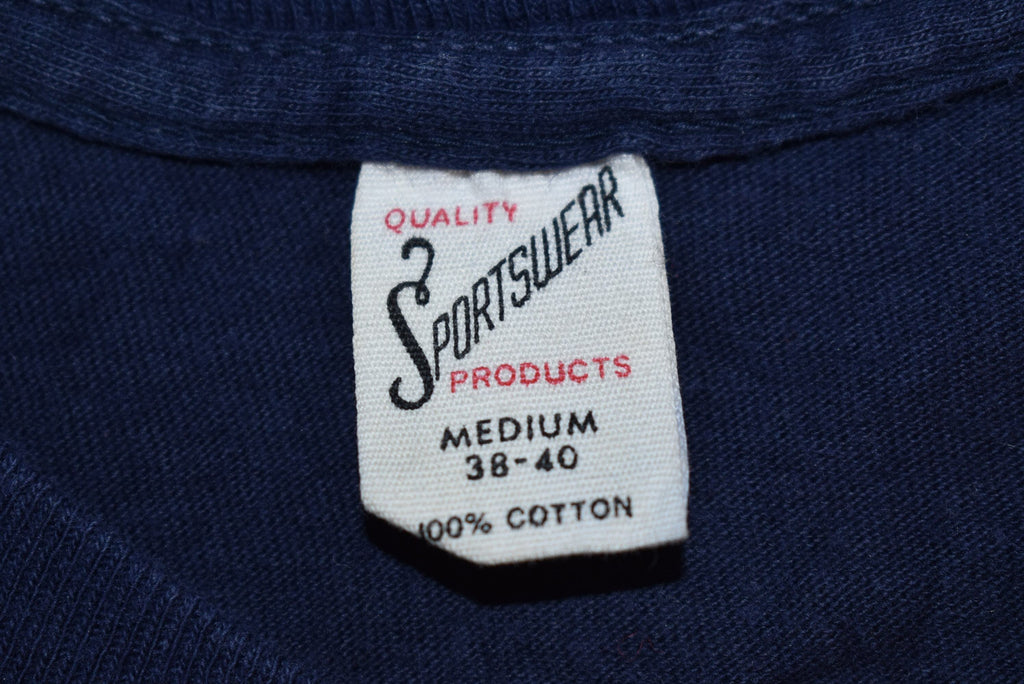 QUALITY
SPORTSWEAR
PRODUCTS
MEDIUM
38-40
100% COTTON